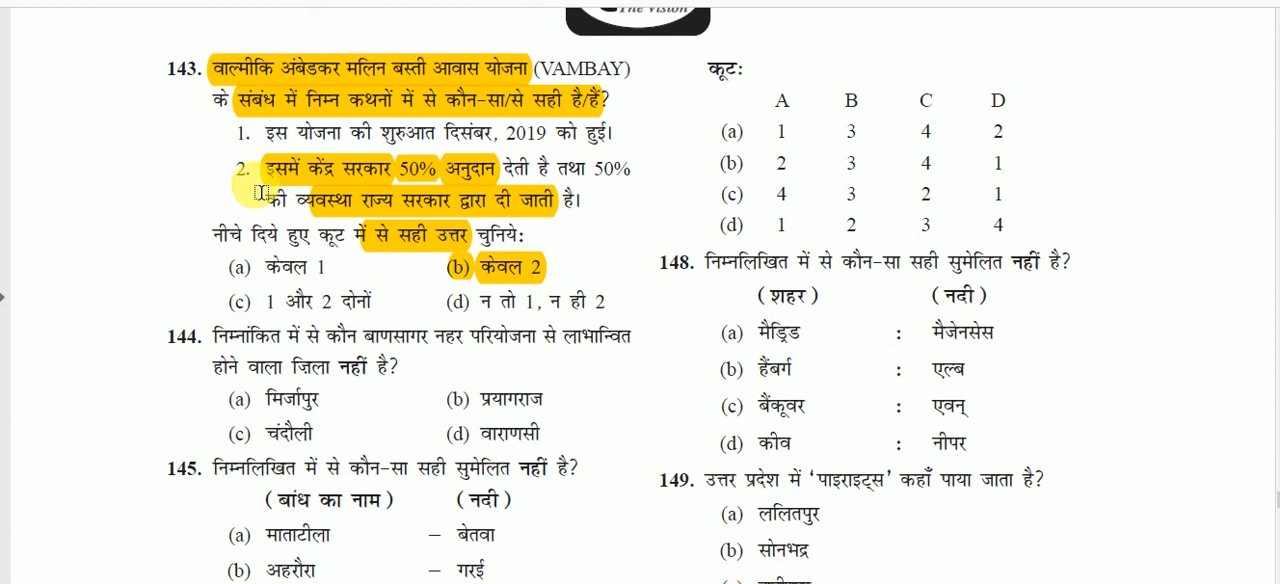 The Vision
143. वाल्मीकि अंबेडकर मलिन बस्ती आवास योजना (VAMBAY)
के संबंध में निम्न कथनों में से कौन-सा/से सही है/हैं?
1. इस योजना की शुरुआत दिसंबर, 2019 को हुई।
2. इसमें केंद्र सरकार 50% अनुदान देती है तथा 50%
की व्यवस्था राज्य सरकार द्वारा दी जाती है।
नीचे दिये हुए कूट में से सही उत्तर चुनिये:
(a) केवल 1 (b) केवल 2
(c) 1 और 2 दोनों (d) न तो 1, न ही 2
144. निम्नांकित में से कौन बाणसागर नहर परियोजना से लाभान्वित
होने वाला ज़िला नहीं है?
(a) मिर्जापुर (b) प्रयागराज
(c) चंदौली (d) वाराणसी
145. निम्नलिखित में से कौन-सा सही सुमेलित नहीं है?
(बांध का नाम) (नदी)
(a) माताटीला – बेतवा
(b) अहरौरा – गरई
कूट:
A B C D
(a) 1 3 4 2
(b) 2 3 4 1
(c) 4 3 2 1
(d) 1 2 3 4
148. निम्नलिखित में से कौन-सा सही सुमेलित नहीं है?
(शहर) (नदी)
(a) मैड्रिड : मैजेनसेस
(b) हैंबर्ग : एल्ब
(c) बैंकूवर : एवन्
(d) कीव : नीपर
149. उत्तर प्रदेश में 'पाइराइट्स' कहाँ पाया जाता है?
(a) ललितपुर
(b) सोनभद्र